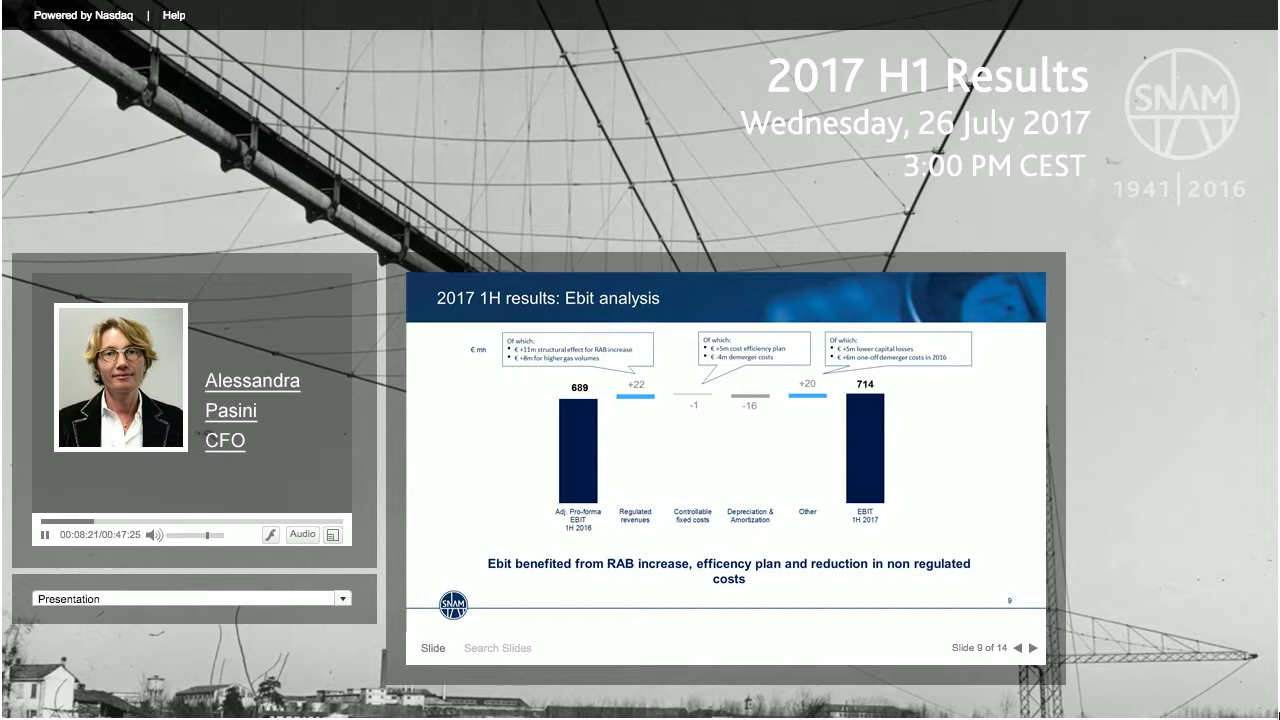 Powered by Nasdaq | Help
2017 H1 Results
Wednesday, 26 July 2017
3:00 PM CEST
SNAM
1941|2016
Alessandra
Pasini
CFO
00:08:21/00:47:25
Audio
Presentation
2017 1H results: Ebit analysis
€ mn
Of which:
• € +11m structural effect for RAB increase
• € +8m for higher gas volumes
Of which:
• € +5m cost efficiency plan
• € -4m demerger costs
Of which:
• € +5m lower capital losses
• € +6m one-off demerger costs in 2016
689
+22
-1
-16
+20
714
Adj. Pro-forma
EBIT
1H 2016
Regulated
revenues
Controllable
fixed costs
Depreciation &
Amortization
Other
EBIT
1H 2017
Ebit benefited from RAB increase, efficency plan and reduction in non regulated
costs
SNAM
9
Slide Search Slides Slide 9 of 14